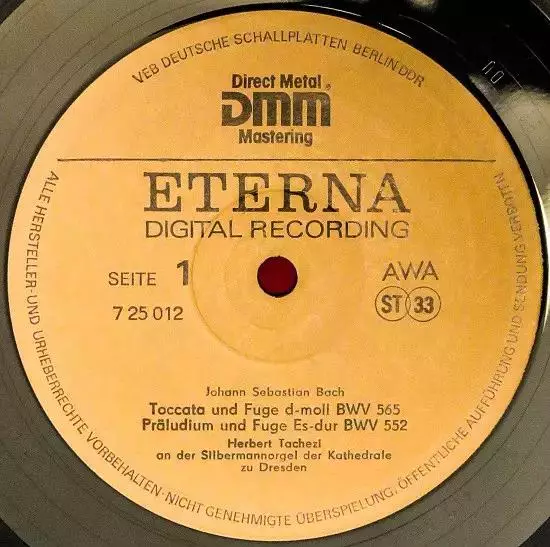 VEB DEUTSCHE SCHALLPLATTEN BERLIN DDR
Direct Metal
DMM
Mastering
ETERNA
DIGITAL RECORDING
SEITE 1
AWA
7 25 012
ST 33
Johann Sebastian Bach
Toccata und Fuge d-moll BWV 565
Präludium und Fuge Es-dur BWV 552
Herbert Tachezi
an der Silbermannorgel der Kathedrale
zu Dresden
ALLE HERSTELLER- UND URHEBERRECHTE VORBEHALTEN · NICHT GENEHMIGTE ÜBERSPIELUNG, ÖFFENTLICHE AUFFÜHRUNG UND SENDUNG VERBOTEN